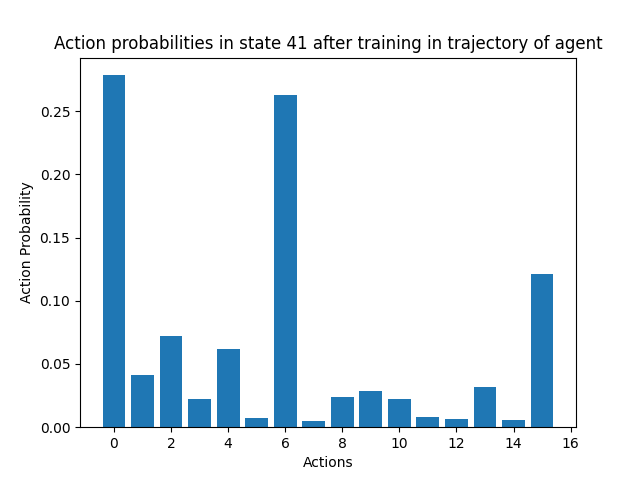 Action probabilities in state 41 after training in trajectory of agent
Action Probability
0.25
0.20
0.15
0.10
0.05
0.00
0 2 4 6 8 10 12 14 16
Actions